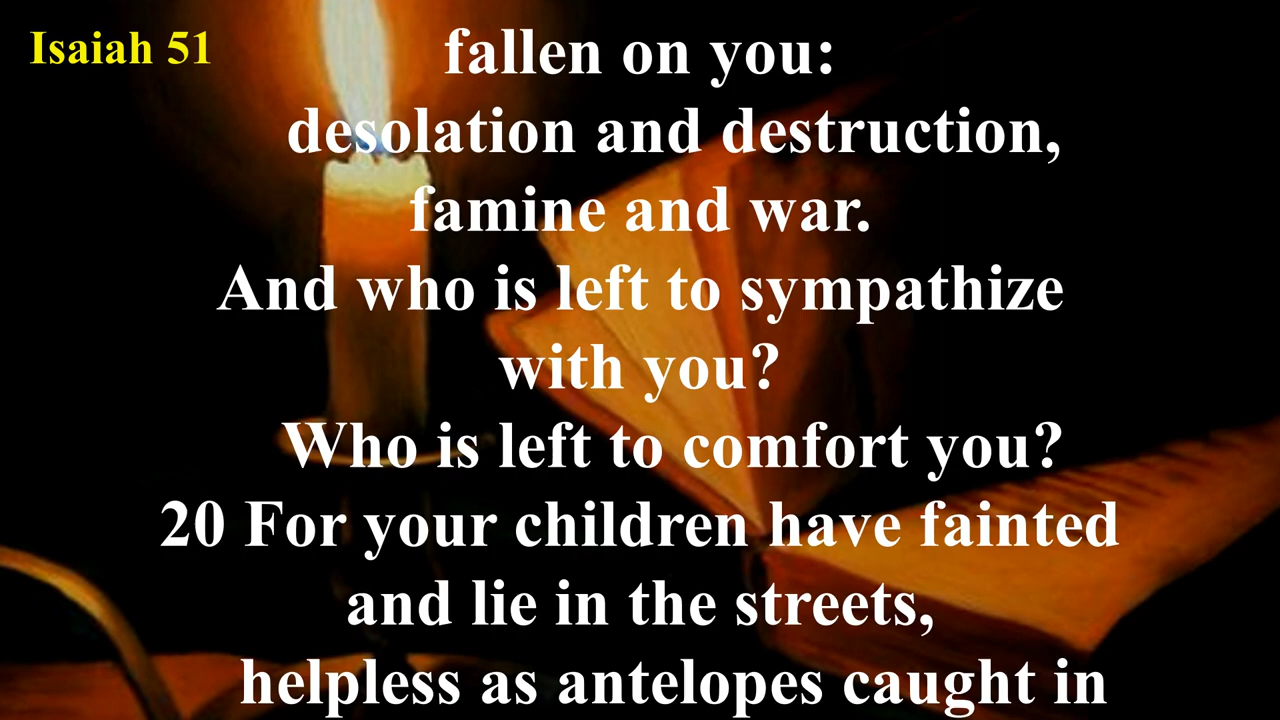 Isaiah 51
fallen on you:
desolation and destruction,
famine and war.
And who is left to sympathize
with you?
Who is left to comfort you?
20 For your children have fainted
and lie in the streets,
helpless as antelopes caught in